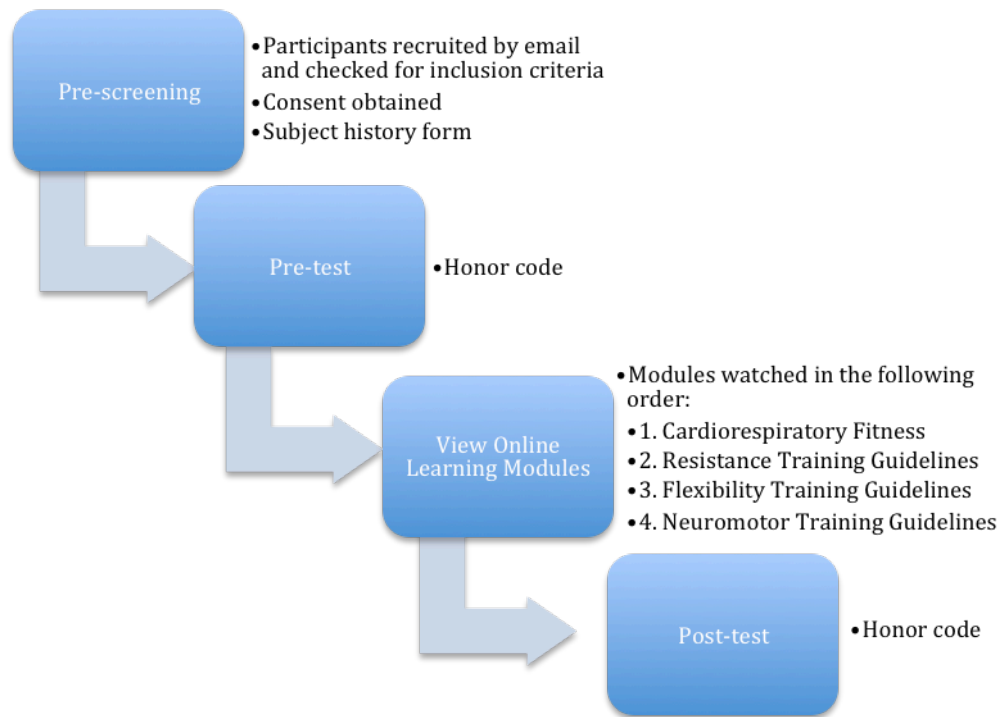 Pre-screening
•Participants recruited by email
and checked for inclusion criteria
•Consent obtained
•Subject history form
Pre-test
•Honor code
View Online
Learning Modules
•Modules watched in the following
order:
•1. Cardiorespiratory Fitness
•2. Resistance Training Guidelines
•3. Flexibility Training Guidelines
•4. Neuromotor Training Guidelines
Post-test
•Honor code